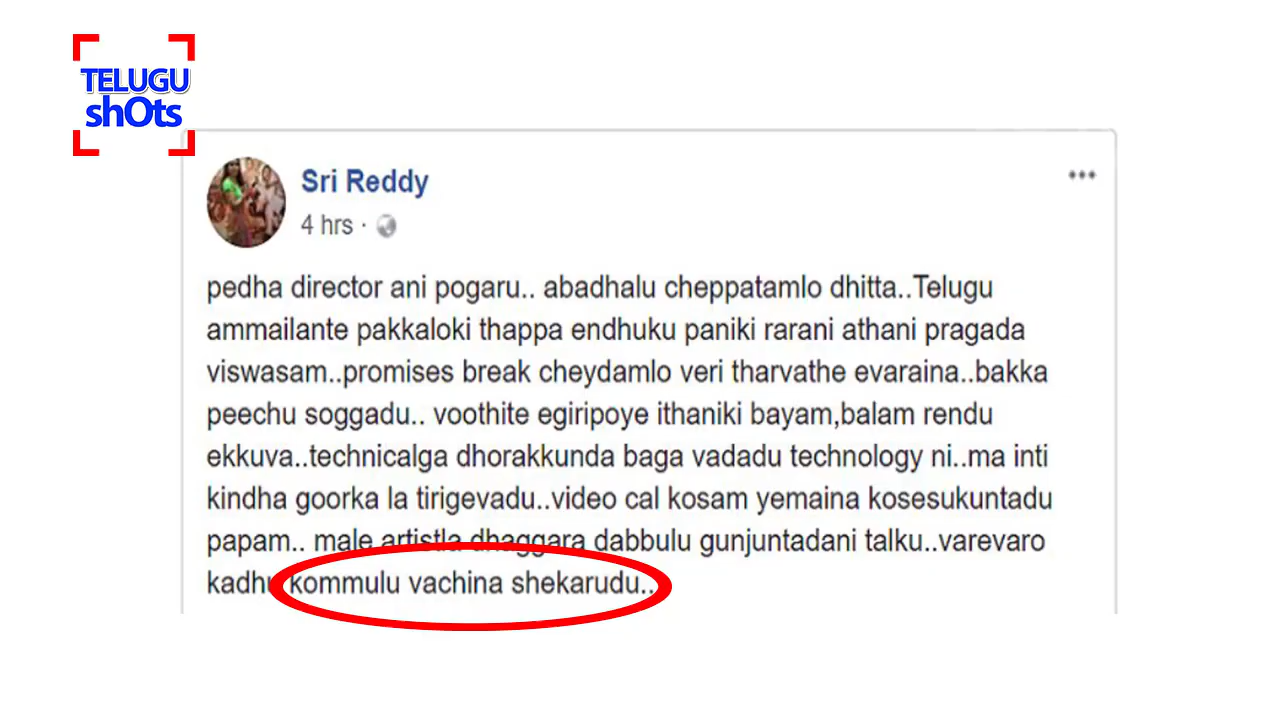 TELUGU
shOts
Sri Reddy
4 hrs ·
pedha director ani pogaru.. abadhalu cheppatamlo dhitta..Telugu
ammailante pakkaloki thappa endhuku paniki rarani athani pragada
viswasam..promises break cheydamlo veri tharvathe evaraina..bakka
peechu soggadu.. voothite egiripoye ithaniki bayam,balam rendu
ekkuva..technicalga dhorakkunda baga vadadu technology ni..ma inti
kindha goorka la tirigevadu..video cal kosam yemaina kosesukuntadu
papam.. male artistla dhaggara dabbulu gunjuntadani talku..varevaro
kadhu kommulu vachina shekarudu..